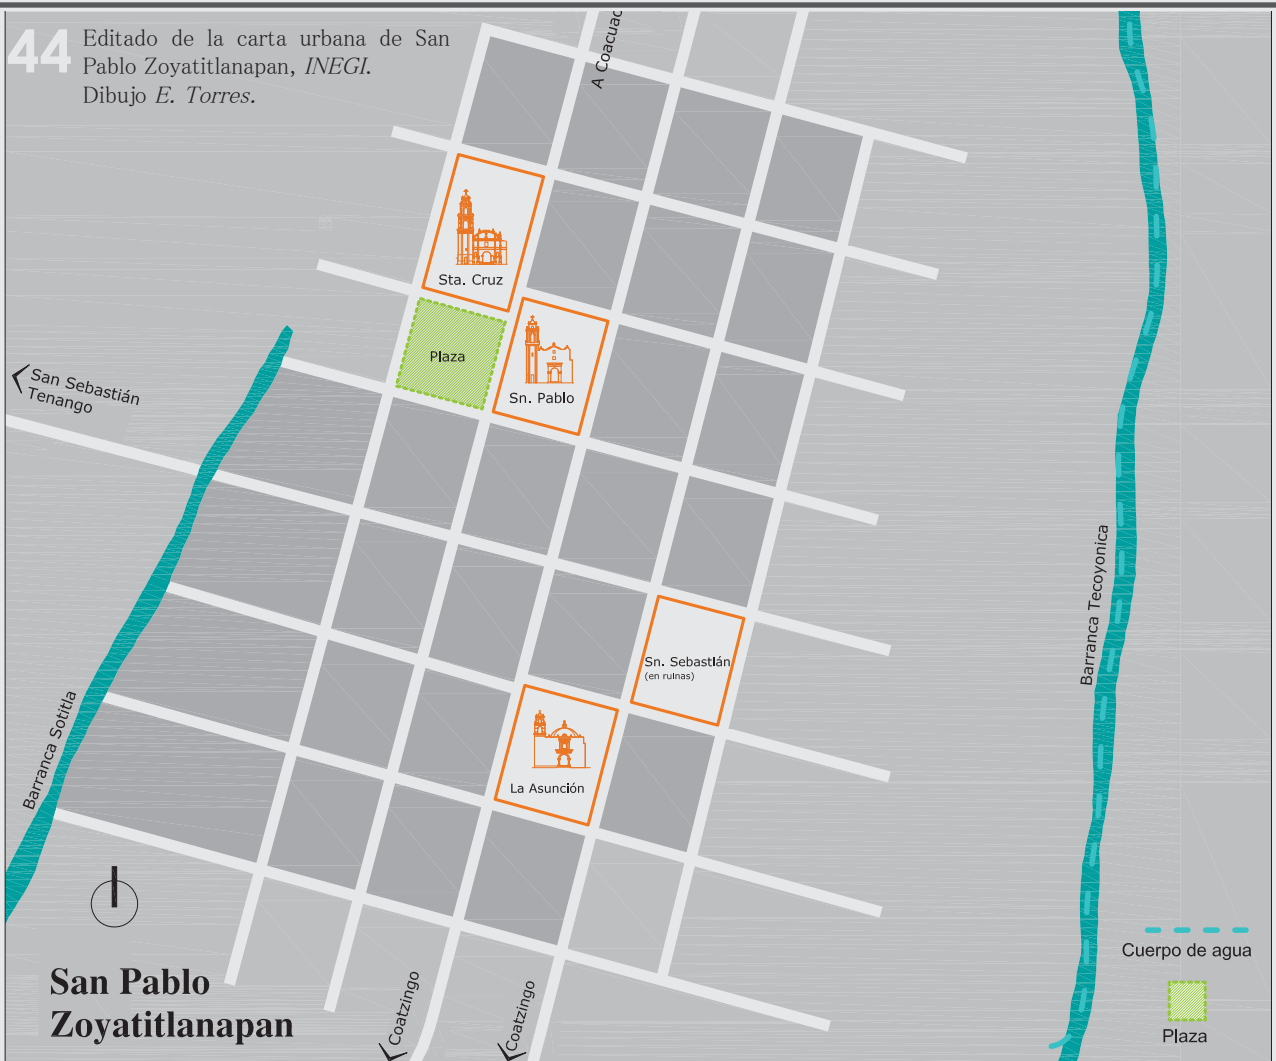 44
Editado de la carta urbana de San
Pablo Zoyatitlanapan, INEGI.
Dibujo E. Torres.
A Coacuac
Sta. Cruz
Plaza
Sn. Pablo
San Sebastián
Tenango
Sn. Sebastián
(en ruinas)
La Asunción
Barranca Sotitla
Barranca Tecoyonica
Coatzingo
Coatzingo
San Pablo
Zoyatitlanapan
Cuerpo de agua
Plaza